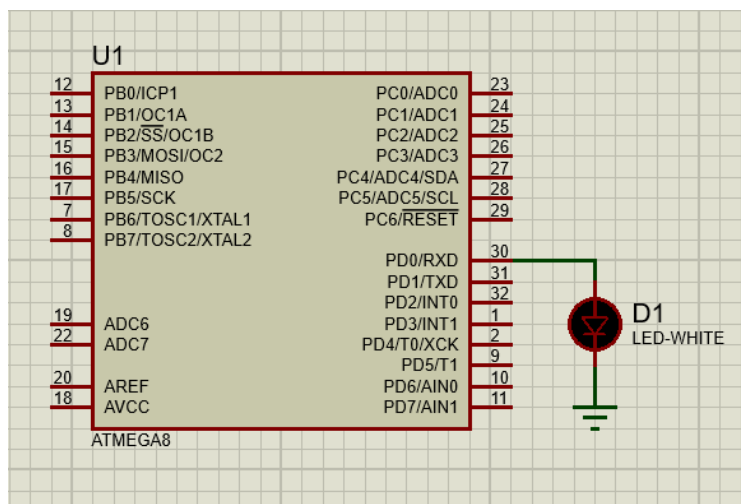 U1
12 PB0/ICP1 PC0/ADC0 23
13 PB1/OC1A PC1/ADC1 24
14 PB2/SS/OC1B PC2/ADC2 25
15 PB3/MOSI/OC2 PC3/ADC3 26
16 PB4/MISO PC4/ADC4/SDA 27
17 PB5/SCK PC5/ADC5/SCL 28
7 PB6/TOSC1/XTAL1 PC6/RESET 29
8 PB7/TOSC2/XTAL2
PD0/RXD 30
PD1/TXD 31
PD2/INT0 32
19 ADC6 PD3/INT1 1
22 ADC7 PD4/T0/XCK 2
PD5/T1 9
20 AREF PD6/AIN0 10
18 AVCC PD7/AIN1 11
ATMEGA8
D1
LED-WHITE